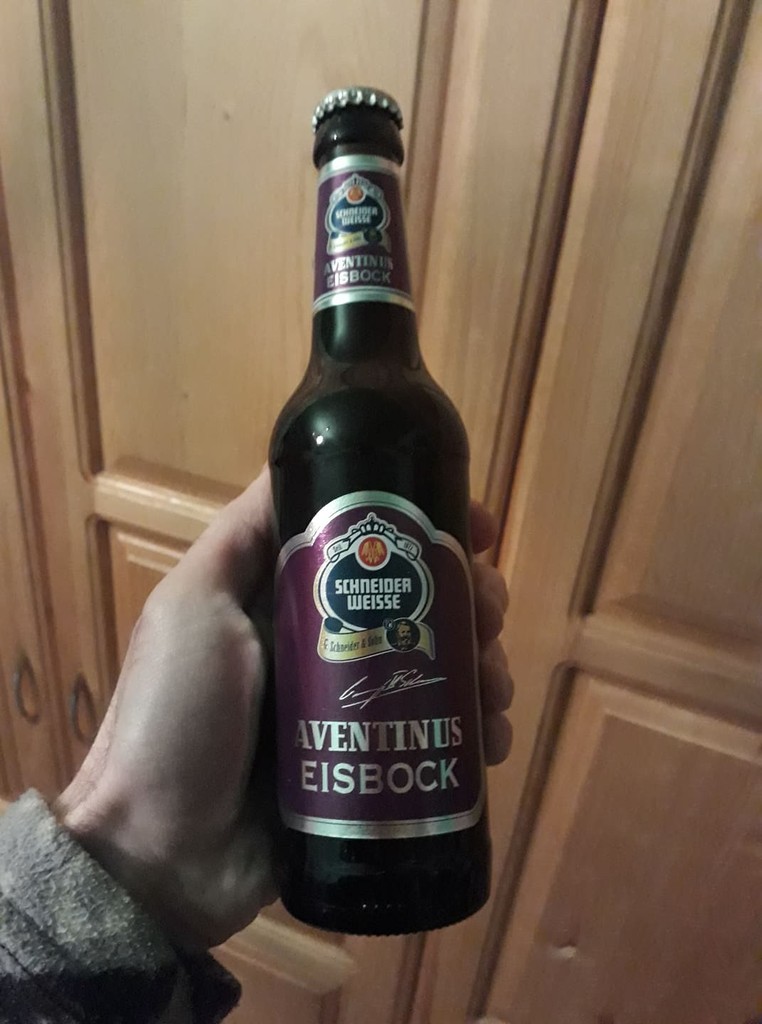 SCHNEIDER
WEISSE
AVENTINUS
EISBOCK
SCHNEIDER
WEISSE
G. Schneider & Sohn
AVENTINUS
EISBOCK